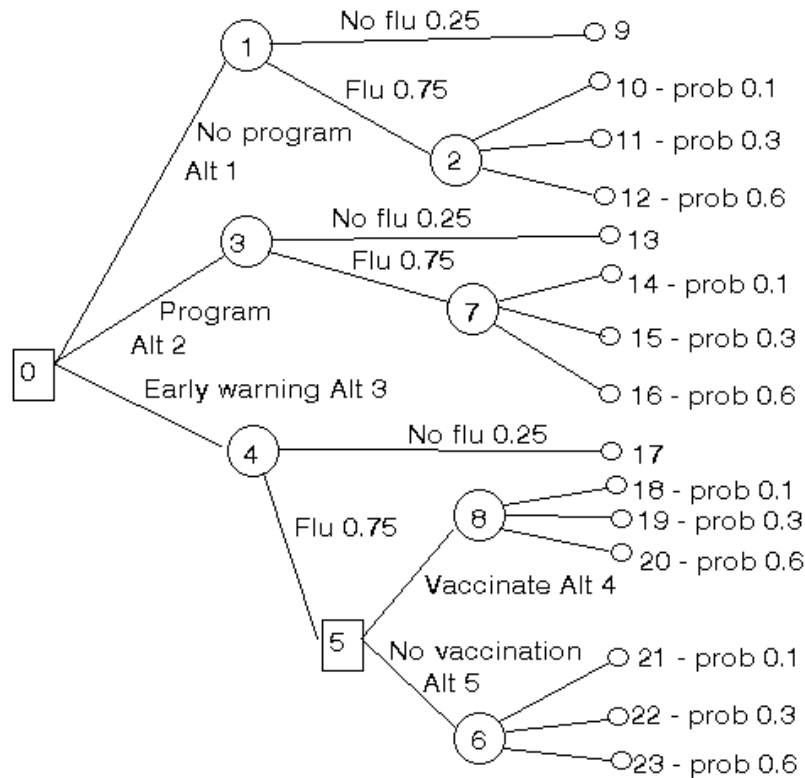 No flu 0.25
9
1
Flu 0.75
10 - prob 0.1
No program
11 - prob 0.3
2
Alt 1
12 - prob 0.6
No flu 0.25
13
3
Flu 0.75
14 - prob 0.1
Program
7
15 - prob 0.3
Alt 2
0
Early warning Alt 3
16 - prob 0.6
No flu 0.25
17
4
18 - prob 0.1
8
19 - prob 0.3
Flu 0.75
20 - prob 0.6
Vaccinate Alt 4
5
No vaccination
21 - prob 0.1
Alt 5
22 - prob 0.3
6
23 - prob 0.6